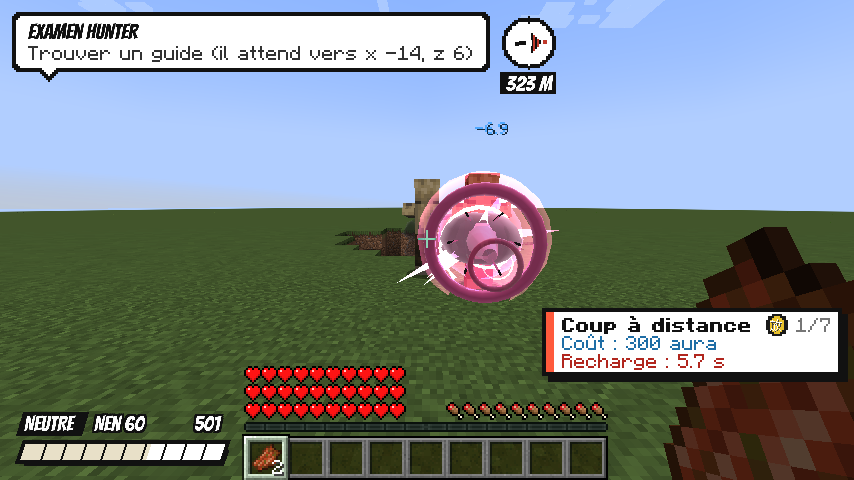 EXAMEN HUNTER
Trouver un guide (il attend vers x -14, z 6)
323 M
-6.9
Coup à distance 1/7
Coût : 300 aura
Recharge : 5.7 s
NEUTRE NEN 60 501
2